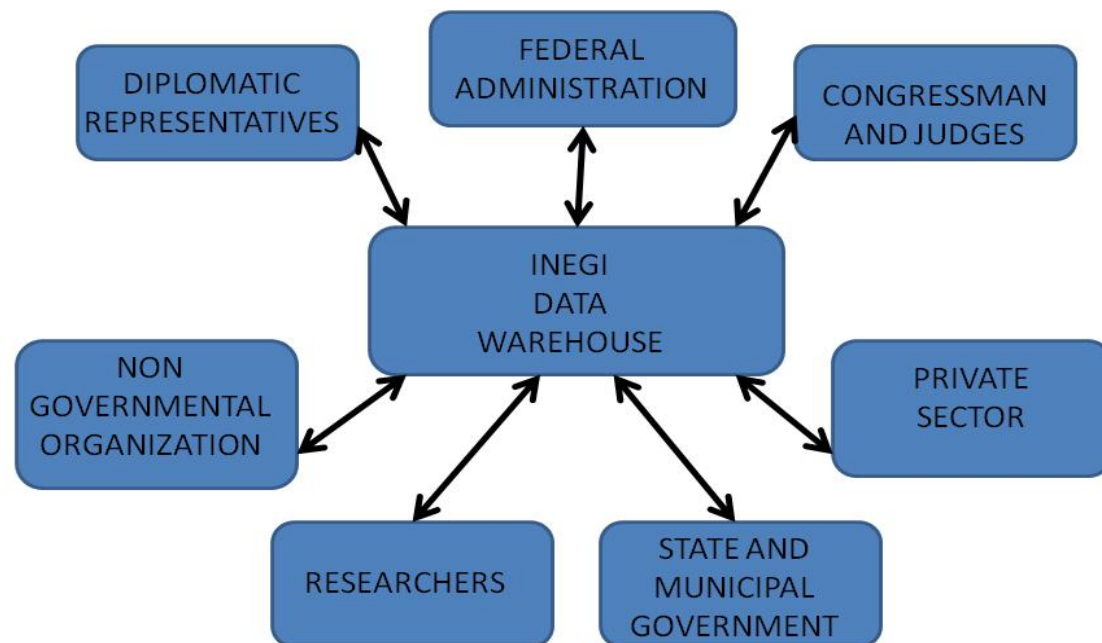 DIPLOMATIC
REPRESENTATIVES
FEDERAL
ADMINISTRATION
CONGRESSMAN
AND JUDGES
INEGI
DATA
WAREHOUSE
NON
GOVERNMENTAL
ORGANIZATION
PRIVATE
SECTOR
RESEARCHERS
STATE AND
MUNICIPAL
GOVERNMENT